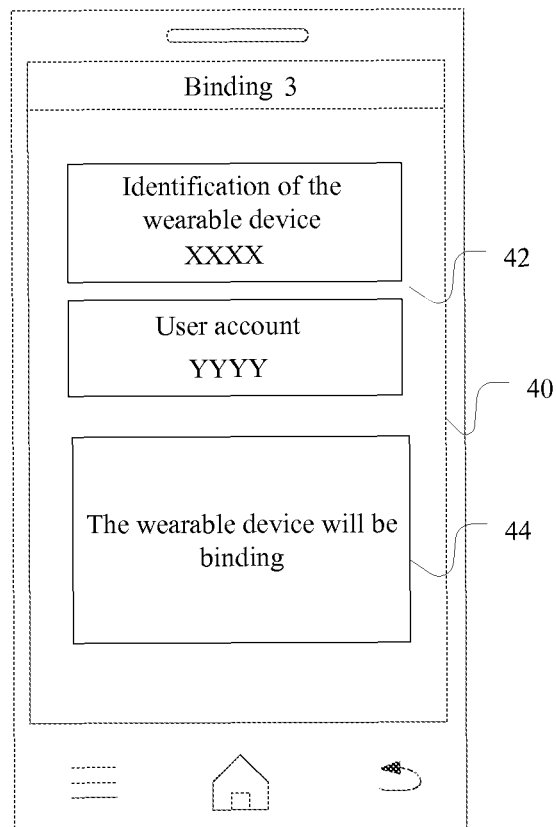 Binding 3
Identification of the
wearable device
XXXX
42
User account
YYYY
40
The wearable device will be
binding
44